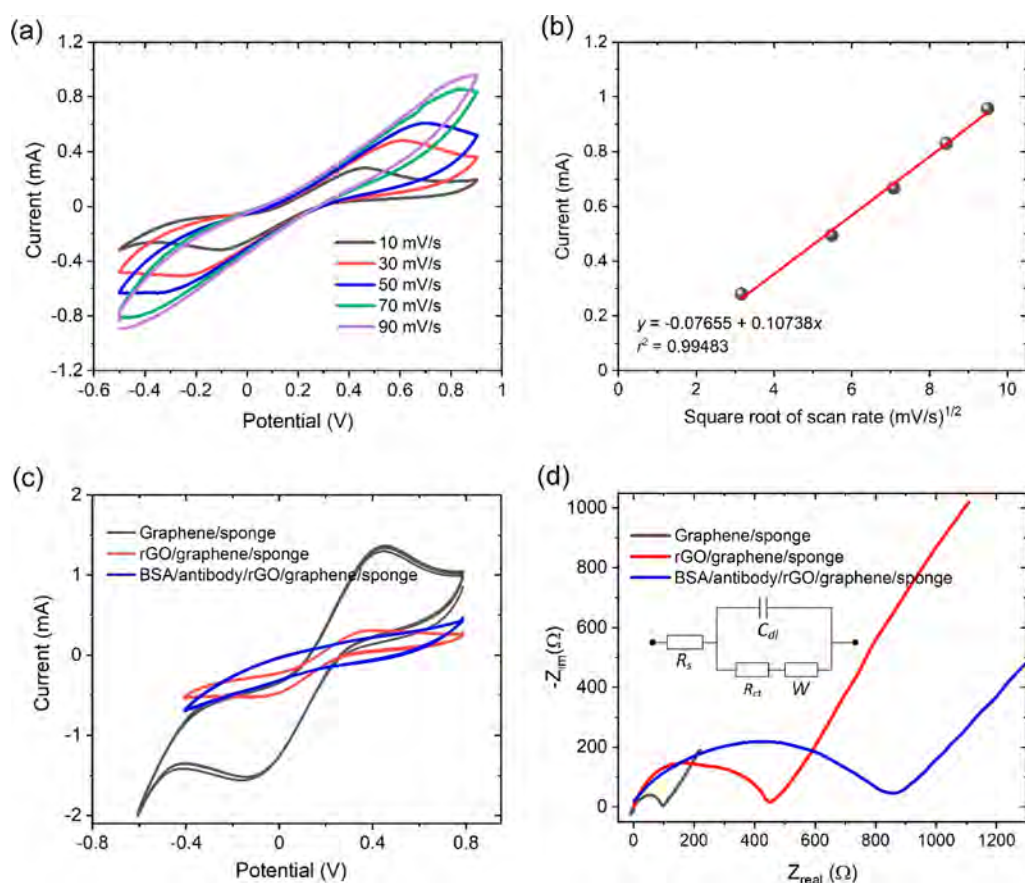 (a)
1.2
0.8
0.4
0
-0.4
-0.8
-1.2
Current (mA)
10 mV/s
30 mV/s
50 mV/s
70 mV/s
90 mV/s
-0.6 -0.4 -0.2 0 0.2 0.4 0.6 0.8 1
Potential (V)
(b)
1.2
1
0.8
0.6
0.4
0.2
0
Current (mA)
y = -0.07655 + 0.10738x
r² = 0.99483
0 2 4 6 8 10
Square root of scan rate (mV/s)^1/2
(c)
2
1
0
-1
-2
Current (mA)
Graphene/sponge
rGO/graphene/sponge
BSA/antibody/rGO/graphene/sponge
-0.8 -0.4 0 0.4 0.8
Potential (V)
(d)
1000
800
600
400
200
0
-Z_im(Ω)
Graphene/sponge
rGO/graphene/sponge
BSA/antibody/rGO/graphene/sponge
C_dl
R_s
R_ct W
0 200 400 600 800 1000 1200
Z_real (Ω)